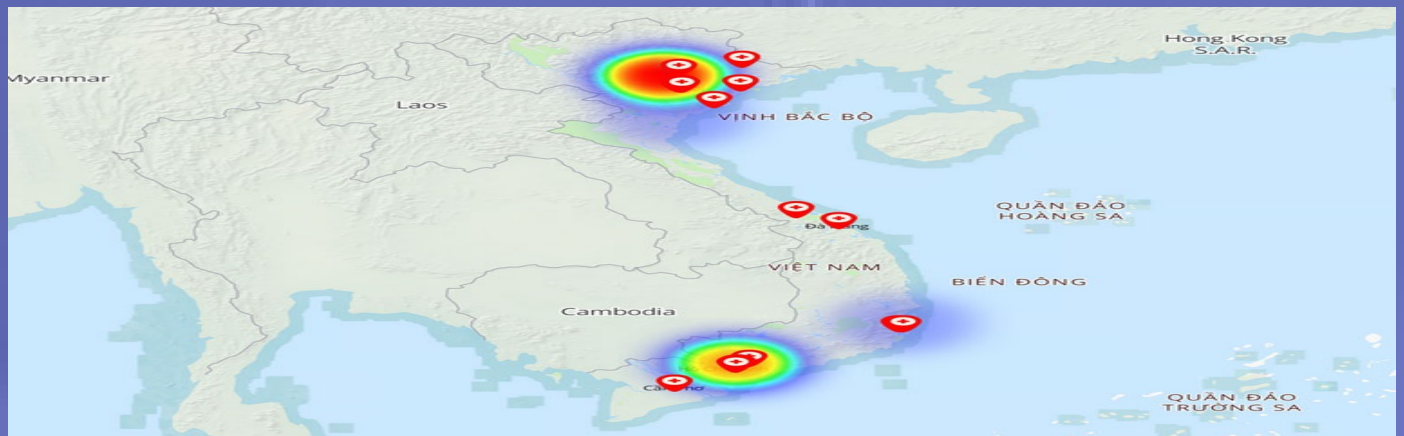 Hong Kong
S.A.R.
Myanmar
Laos
VỊNH BẮC BỘ
QUẦN ĐẢO
HOÀNG SA
VIỆT NAM
BIỂN ĐÔNG
Cambodia
QUẦN ĐẢO
TRƯỜNG SA